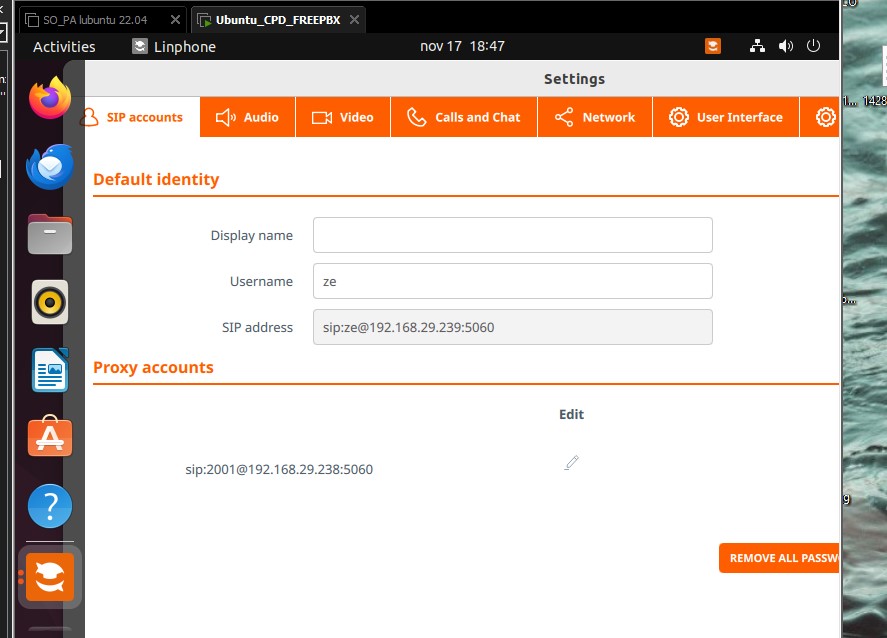 SO_PA lubuntu 22.04
Ubuntu_CPD_FREEPBX
Activities
Linphone
nov 17 18:47
Settings
SIP accounts
Audio
Video
Calls and Chat
Network
User Interface
Default identity
Display name
Username
ze
SIP address
sip:ze@192.168.29.239:5060
Proxy accounts
Edit
sip:2001@192.168.29.238:5060
REMOVE ALL PASSW
1... 1428